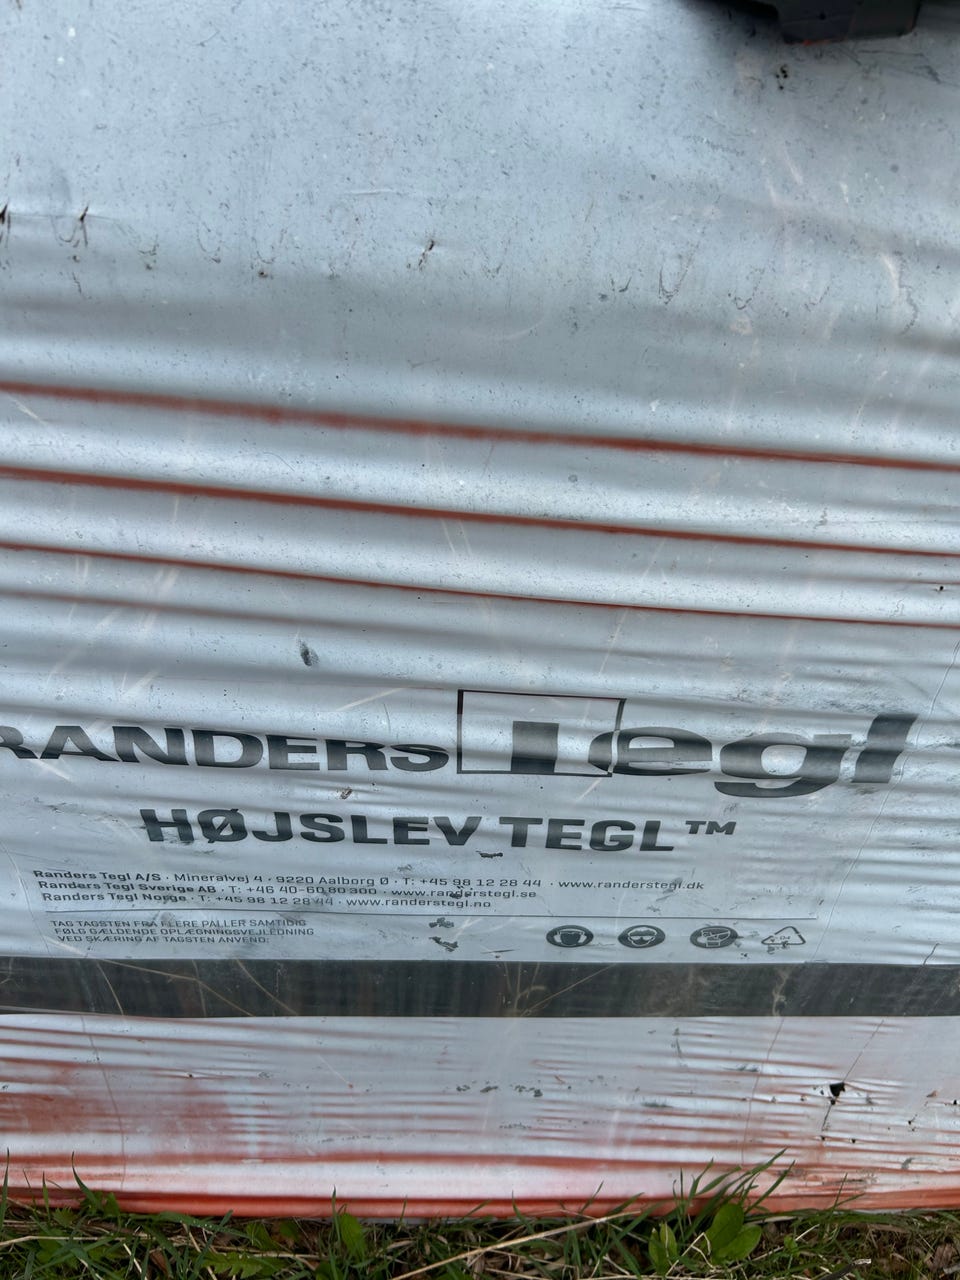 RANDERS Tegl
HØJSLEV TEGL™
Randers Tegl A/S · Mineralvej 4 · 9220 Aalborg Ø · T: +45 98 12 28 44 · www.randerstegl.dk
Randers Tegl Sverige AB · T: +46 40-60 80 300 · www.randerstegl.se
Randers Tegl Norge · T: +45 98 12 28 44 · www.randerstegl.no
TAG TAGSTEN FRA FLERE PALLER SAMTIDIG
FØLG GÆLDENDE OPLÆGNINGSVEJLEDNING
VED SKÆRING AF TAGSTEN ANVEND: